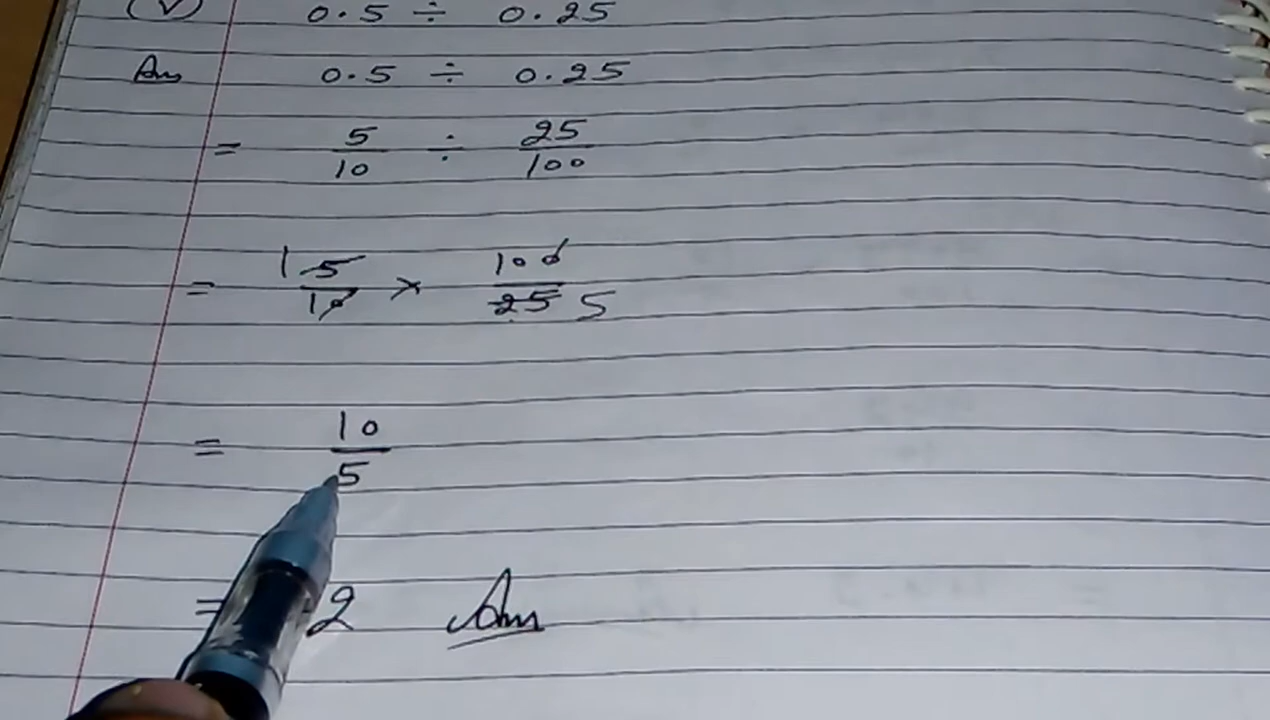 (v) 0.5 ÷ 0.25
Ans 0.5 ÷ 0.25
= 5/10 ÷ 25/100
= 1 5/10 × 100/25 5
= 10/5
= 2 Ans